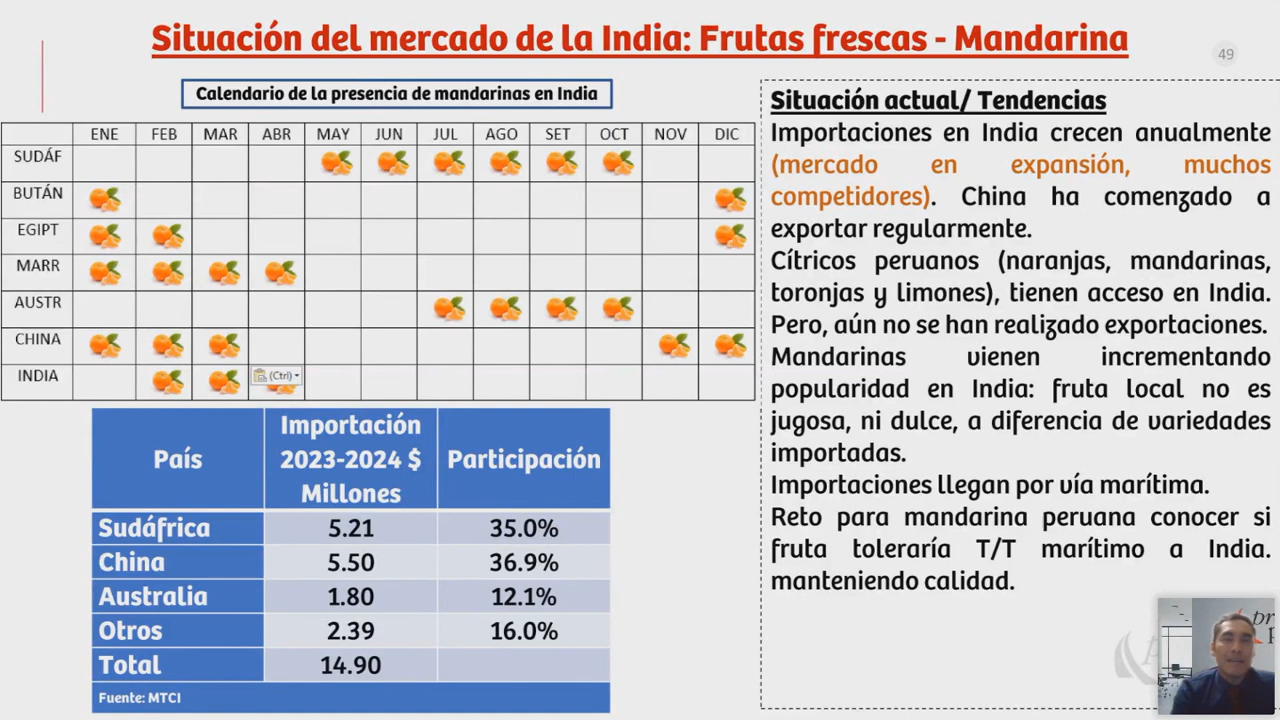 Situación del mercado de la India: Frutas frescas - Mandarina
49
Calendario de la presencia de mandarinas en India
ENE FEB MAR ABR MAY JUN JUL AGO SET OCT NOV DIC
SUDÁF
BUTÁN
EGIPT
MARR
AUSTR
CHINA
INDIA (Ctrl)
País Importación 2023-2024 $ Millones Participación
Sudáfrica 5.21 35.0%
China 5.50 36.9%
Australia 1.80 12.1%
Otros 2.39 16.0%
Total 14.90
Fuente: MTCI
Situación actual/ Tendencias
Importaciones en India crecen anualmente
(mercado en expansión, muchos
competidores). China ha comenzado a
exportar regularmente.
Cítricos peruanos (naranjas, mandarinas,
toronjas y limones), tienen acceso en India.
Pero, aún no se han realizado exportaciones.
Mandarinas vienen incrementando
popularidad en India: fruta local no es
jugosa, ni dulce, a diferencia de variedades
importadas.
Importaciones llegan por vía marítima.
Reto para mandarina peruana conocer si
fruta toleraría T/T marítimo a India.
manteniendo calidad.